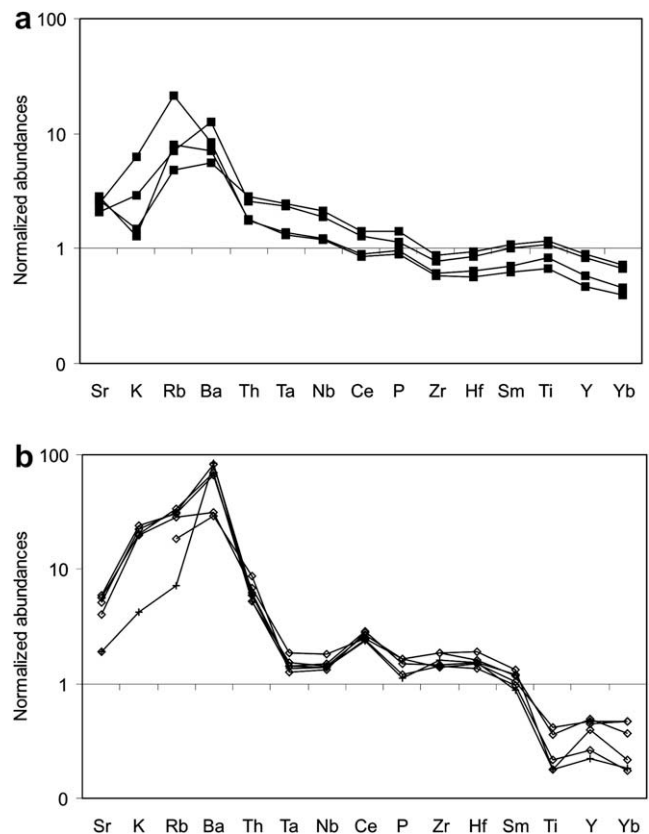 a
100
10
1
0
Normalized abundances
Sr K Rb Ba Th Ta Nb Ce P Zr Hf Sm Ti Y Yb
b
100
10
1
0
Normalized abundances
Sr K Rb Ba Th Ta Nb Ce P Zr Hf Sm Ti Y Yb